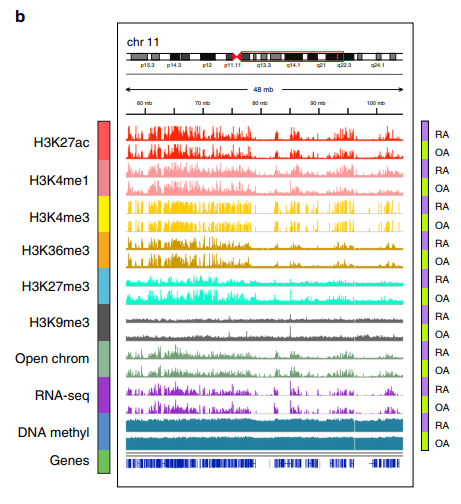 b
chr 11
p15.3 p14.3 p12 p11.11 q13.3 q14.1 q21 q22.3 q24.1
48 mb
60 mb 70 mb 80 mb 90 mb 100 mb
H3K27ac RA
OA
H3K4me1 RA
OA
H3K4me3 RA
OA
H3K36me3 RA
OA
H3K27me3 RA
OA
H3K9me3 RA
OA
Open chrom RA
OA
RNA-seq RA
OA
DNA methyl RA
OA
Genes